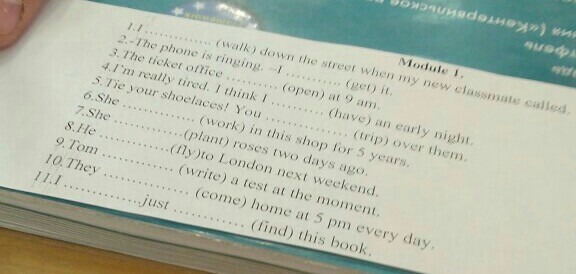 Module 1.
1.I ............... (walk) down the street when my new classmate called.
2.-The phone is ringing. –I ............ (get) it.
3.The ticket office ............ (open) at 9 am.
4.I'm really tired. I think I ............ (have) an early night.
5.Tie your shoelaces! You ............ (trip) over them.
6.She ............... (work) in this shop for 5 years.
7.She ...............(plant) roses two days ago.
8.He ...............(fly)to London next weekend.
9.Tom ............... (write) a test at the moment.
10.They ............... (come) home at 5 pm every day.
11.I...............just ............... (find) this book.